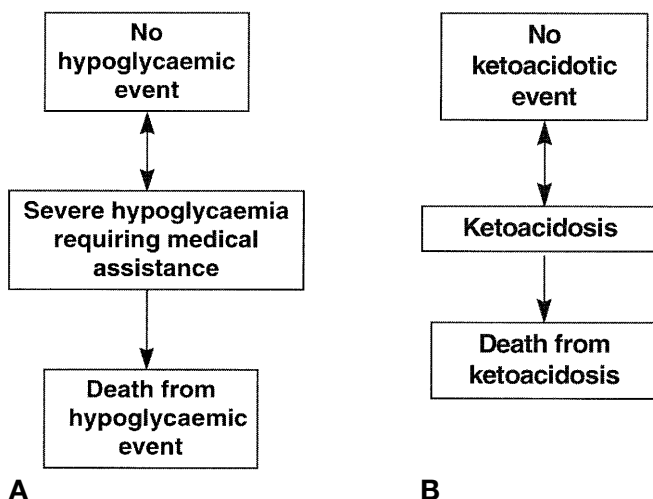 No
hypoglycaemic
event
Severe hypoglycaemia
requiring medical
assistance
Death from
hypoglycaemic
event
A
No
ketoacidotic
event
Ketoacidosis
Death from
ketoacidosis
B